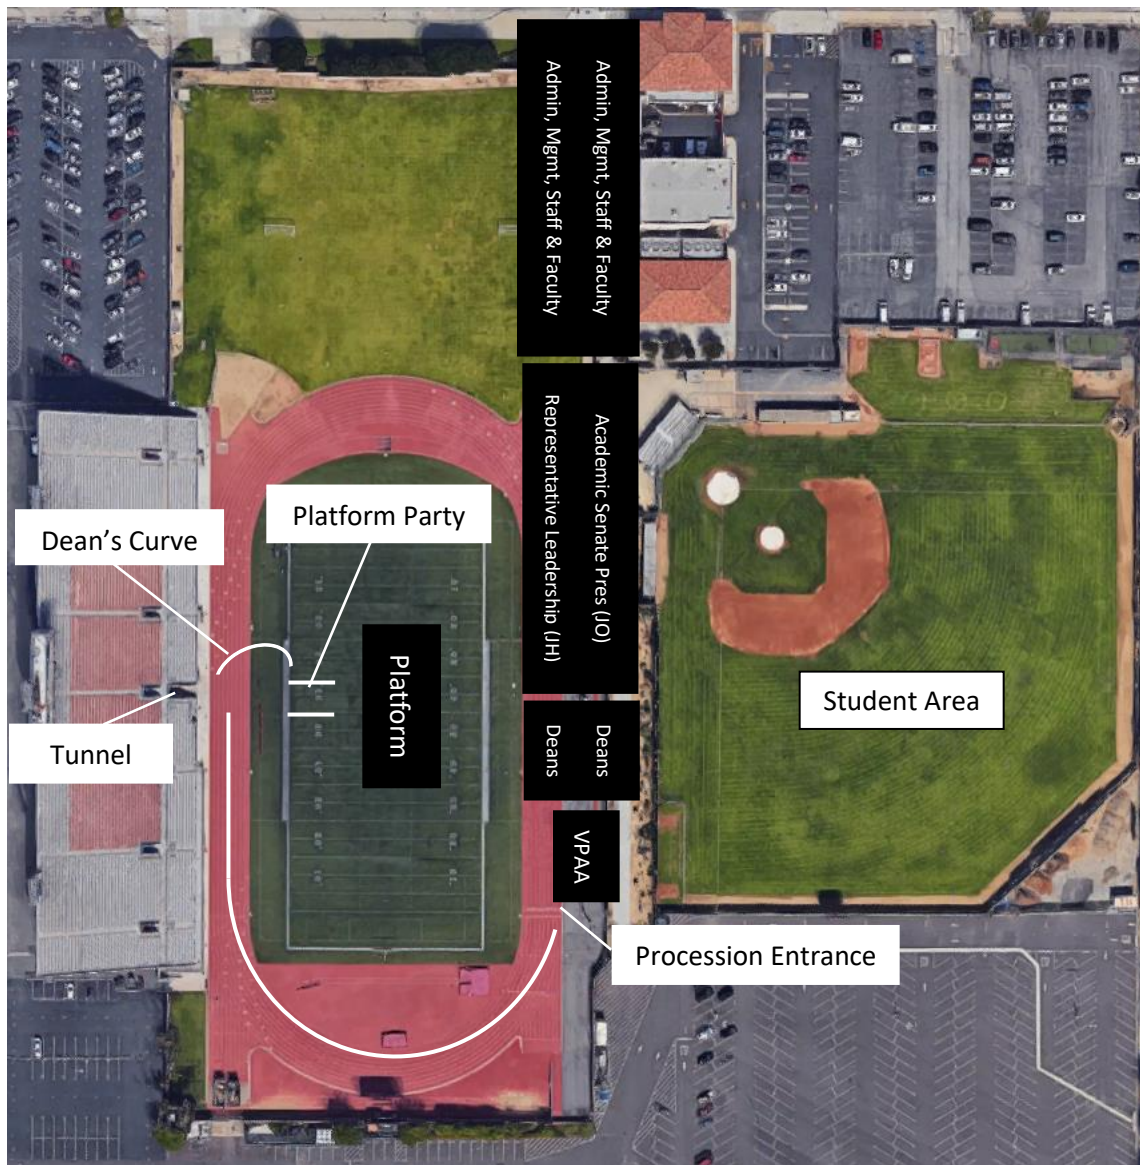 Admin, Mgmt, Staff & Faculty
Admin, Mgmt, Staff & Faculty
Academic Senate Pres (JO)
Representative Leadership (JH)
Platform Party
Dean’s Curve
Platform
Student Area
Tunnel
Deans
Deans
VPAA
Procession Entrance